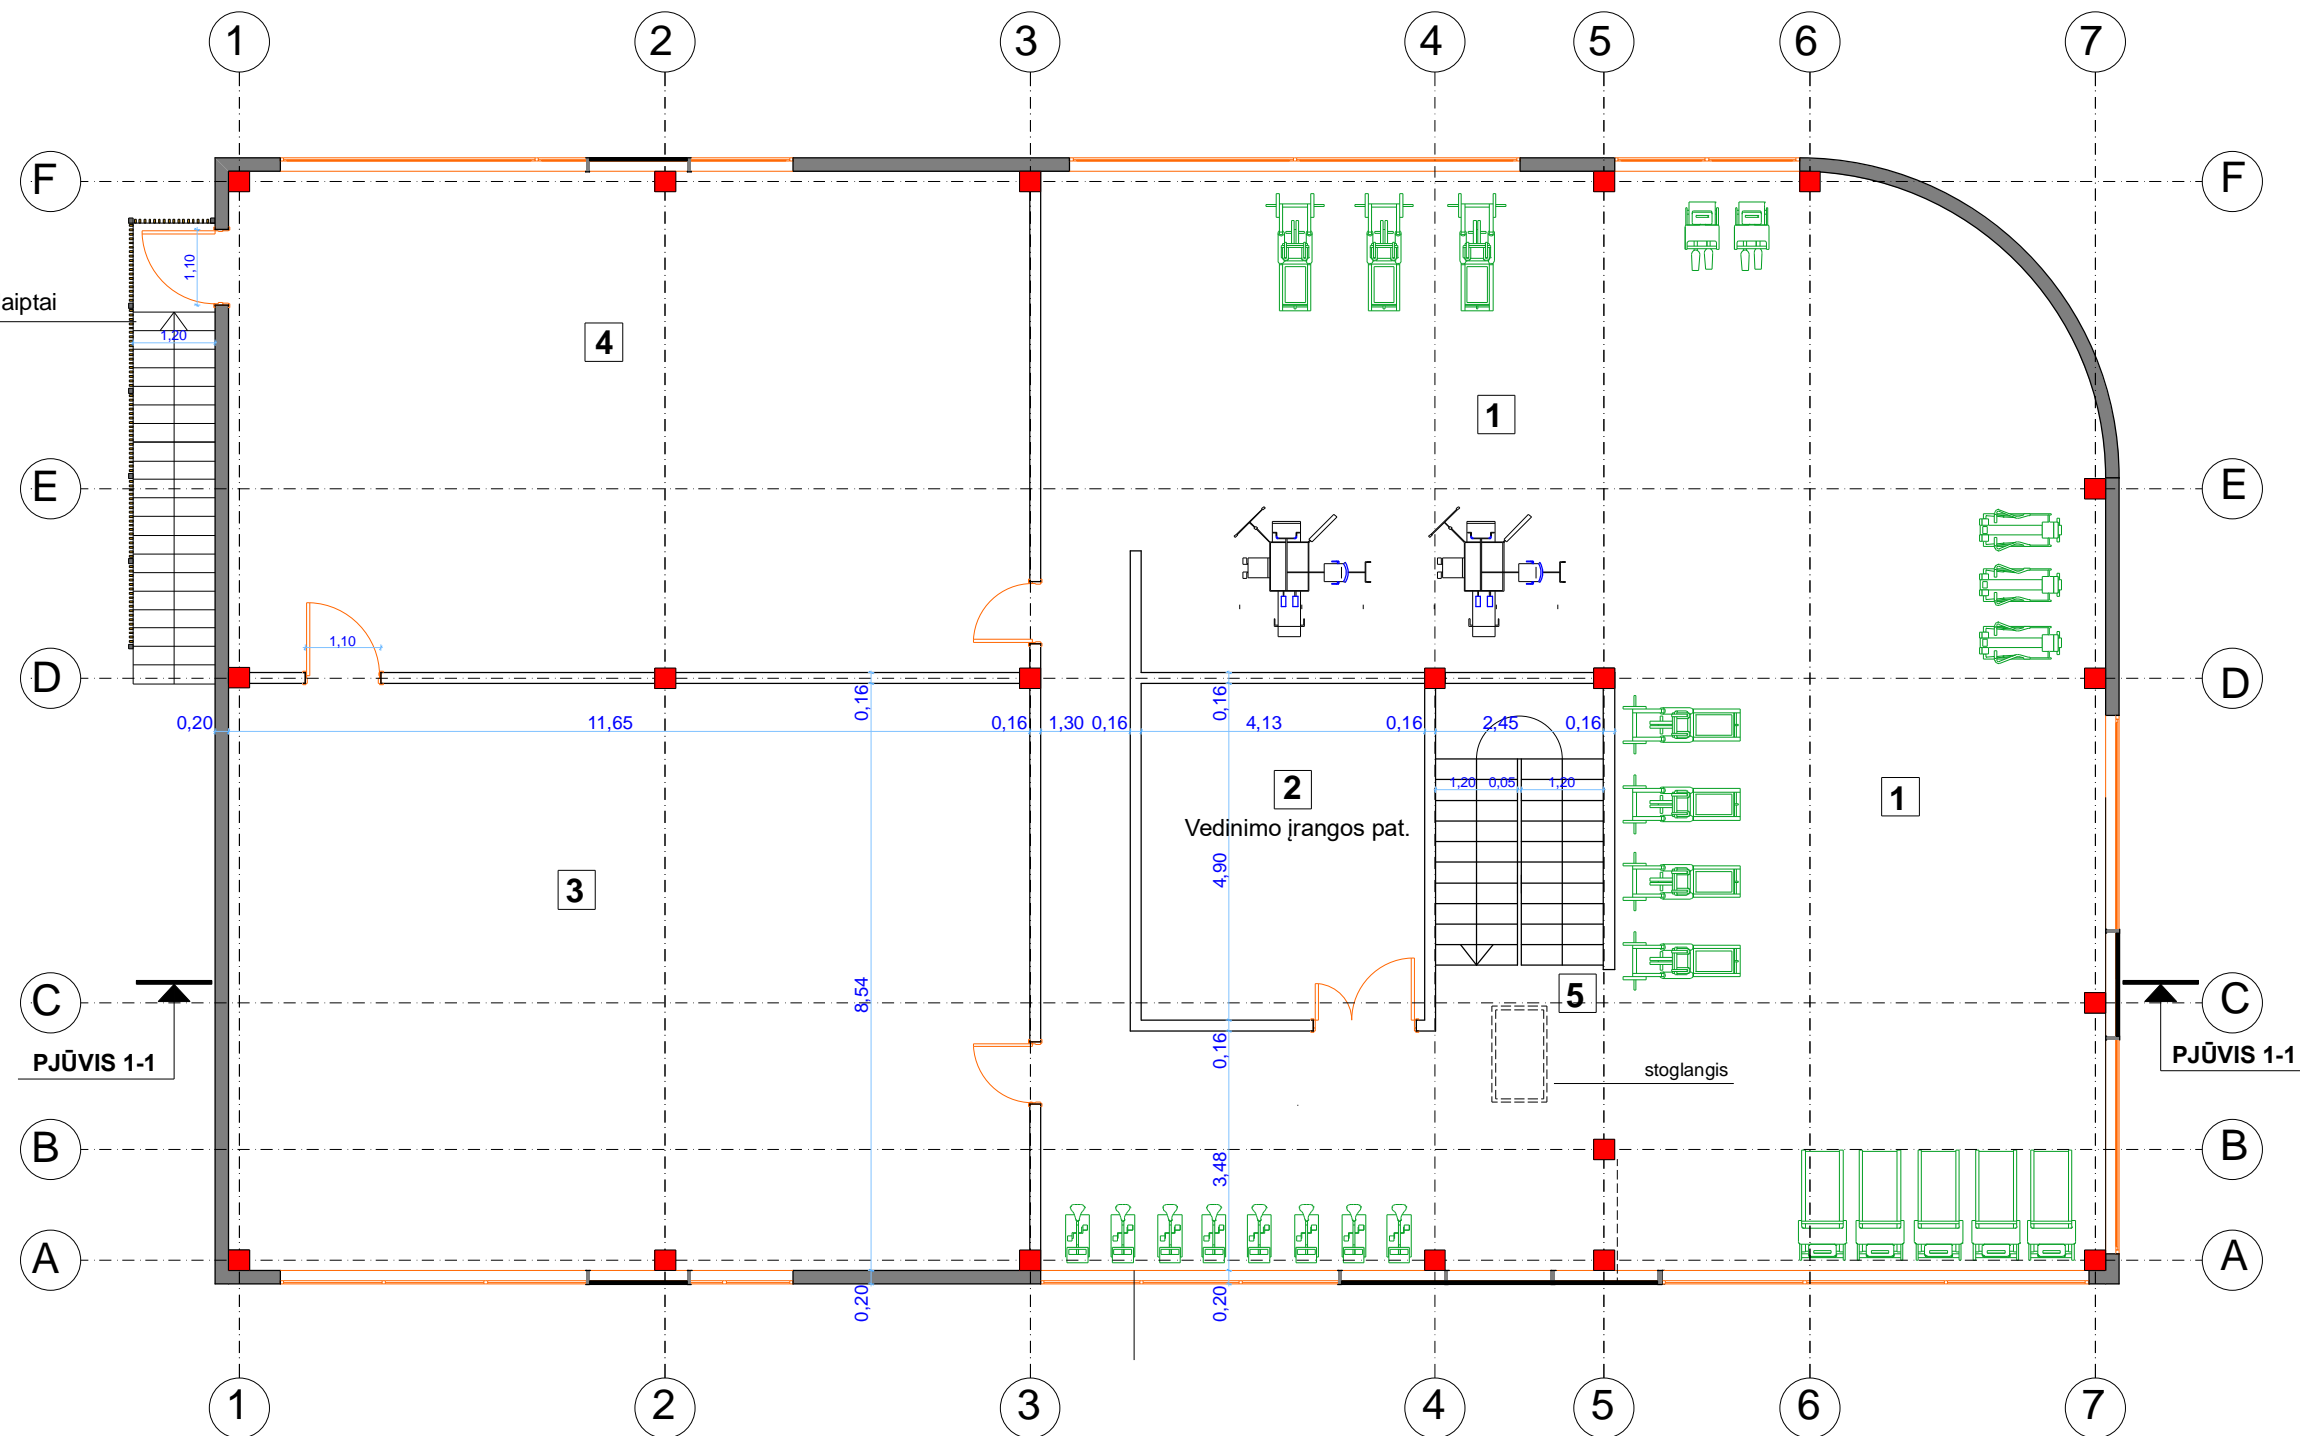 1 2 3 4 5 6 7
F F
1,10
aiptai
1,20
4
1
E E
1,10
D D
0,16 0,16
0,20 11,65 0,16 1,30 0,16 4,13 0,16 2,45 0,16
1,20 0,05 1,20
2
1
Vedinimo įrangos pat.
4,90
3
8,54
5
C C
0,16
PJŪVIS 1-1 PJŪVIS 1-1
stoglangis
B B
3,48
A A
0,20 0,20
1 2 3 4 5 6 7